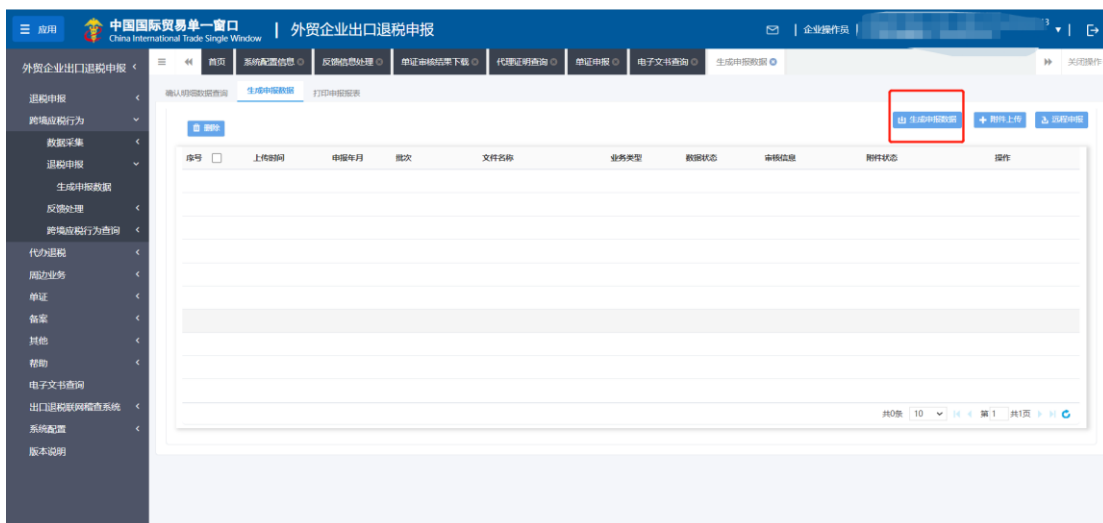 应用
中国国际贸易单一窗口
China International Trade Single Window
外贸企业出口退税申报
企业操作员
外贸企业出口退税申报
首页 系统配置信息 反馈信息处理 单证审核结果下载 代理证明查询 单证申报 电子文书查询 生成申报数据 关闭操作
确认明细数据查询 生成申报数据 打印申报报表
删除
生成申报数据 附件上传 远程申报
序号 上传时间 申报年月 批次 文件名称 业务类型 数据状态 审核信息 附件状态 操作
退税申报
跨境应税行为
数据采集
退税申报
生成申报数据
反馈处理
跨境应税行为查询
代办退税
周边业务
单证
备案
其他
帮助
电子文书查询
出口退税联网稽查系统
系统配置
版本说明
共0条 10 第 1 共1页